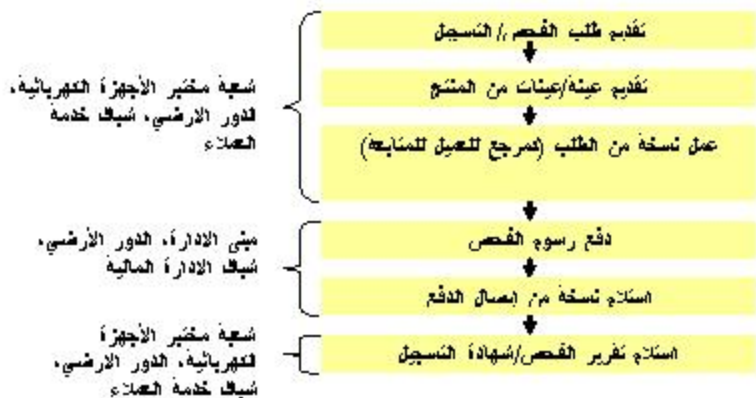 تقديم طلب الفحص/التسجيل
تقديم عينة/عينات من المنتج
عمل نسخة من الطلب (كمرجع للعميل للمتابعة)
شعبة مختبر الأجهزة الكهربائية،
الدور الارضي، شباك خدمة
العملاء
دفع رسوم الفحص
استلام نسخة من ايصال الدفع
مبنى الادارة، الدور الأرضي،
شباك الادارة المالية
استلام تقرير الفحص/شهادة التسجيل
شعبة مختبر الأجهزة
الكهربائية، الدور الارضي،
شباك خدمة العملاء